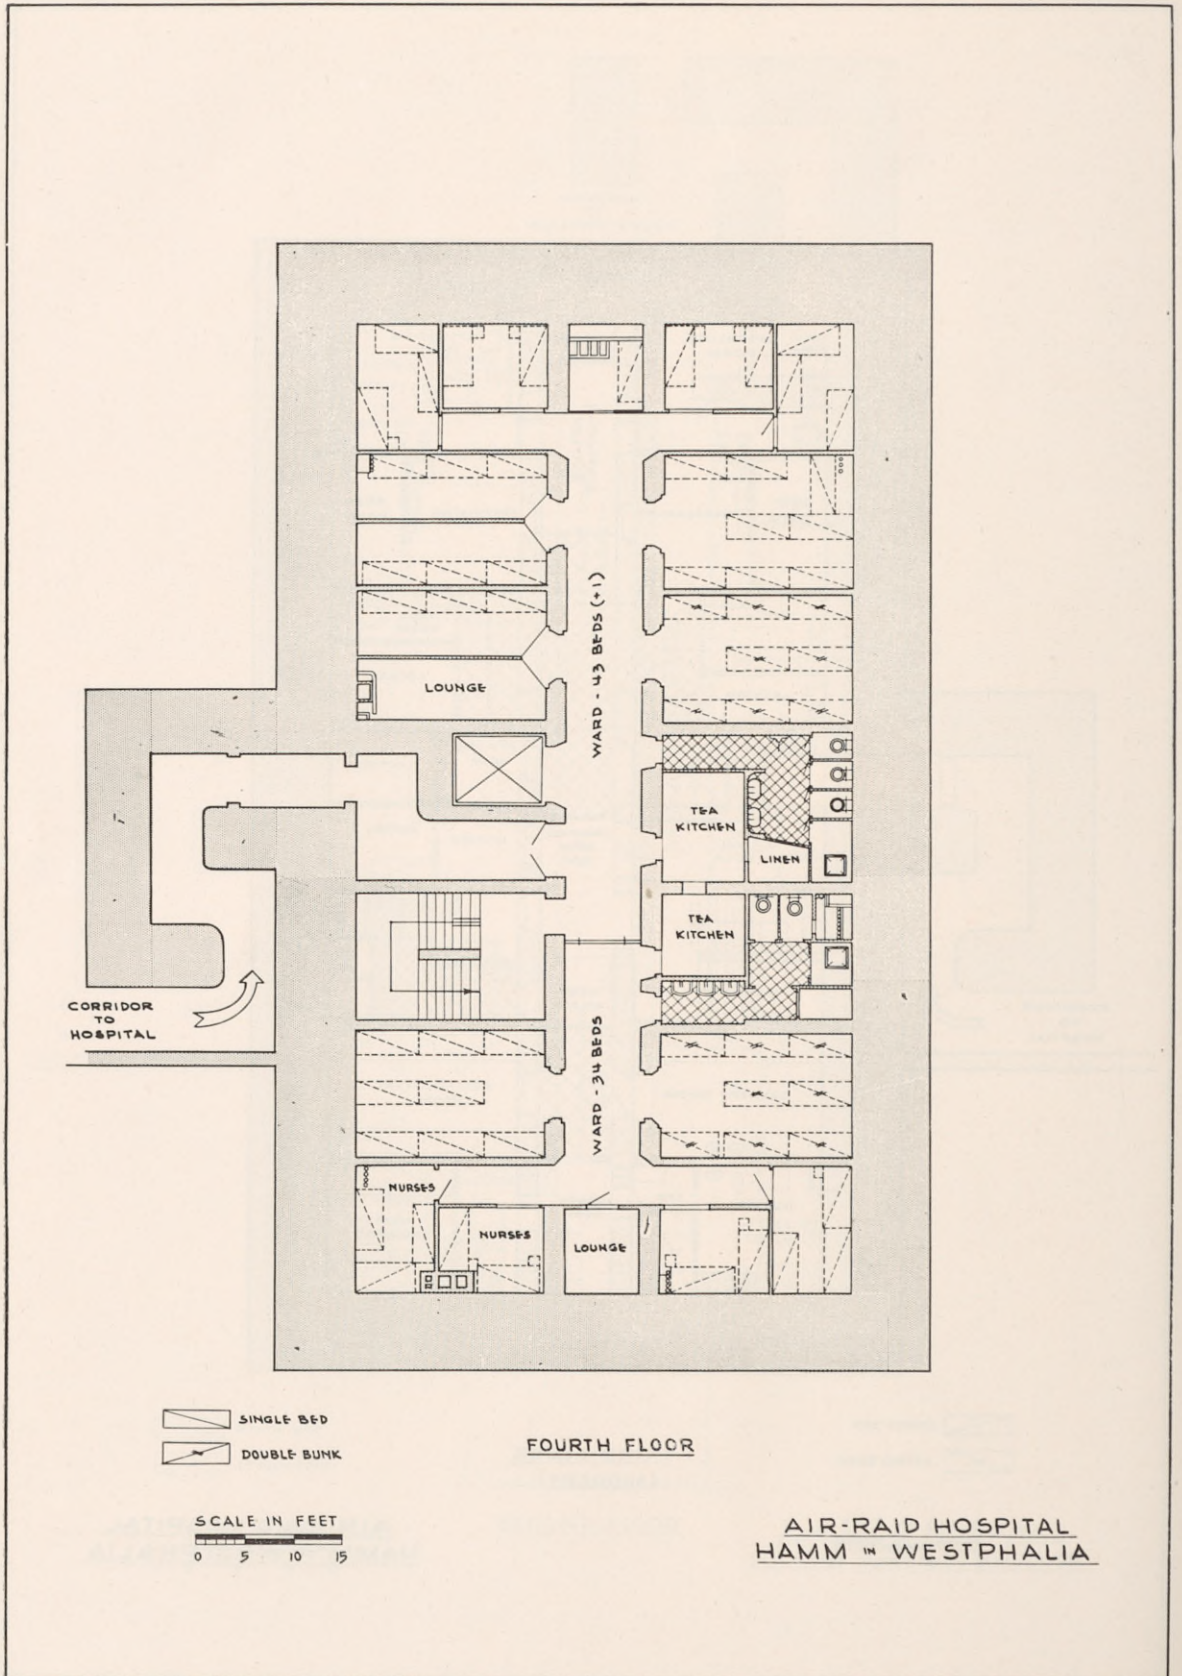 WARD - 43 BEDS (+1)
LOUNGE
TEA
KITCHEN
LINEN
TEA
KITCHEN
CORRIDOR
TO
HOSPITAL
WARD - 34 BEDS
NURSES
NURSES
LOUNGE
SINGLE BED
DOUBLE BUNK
FOURTH FLOOR
SCALE IN FEET
0 5 10 15
AIR-RAID HOSPITAL
HAMM IN WESTPHALIA